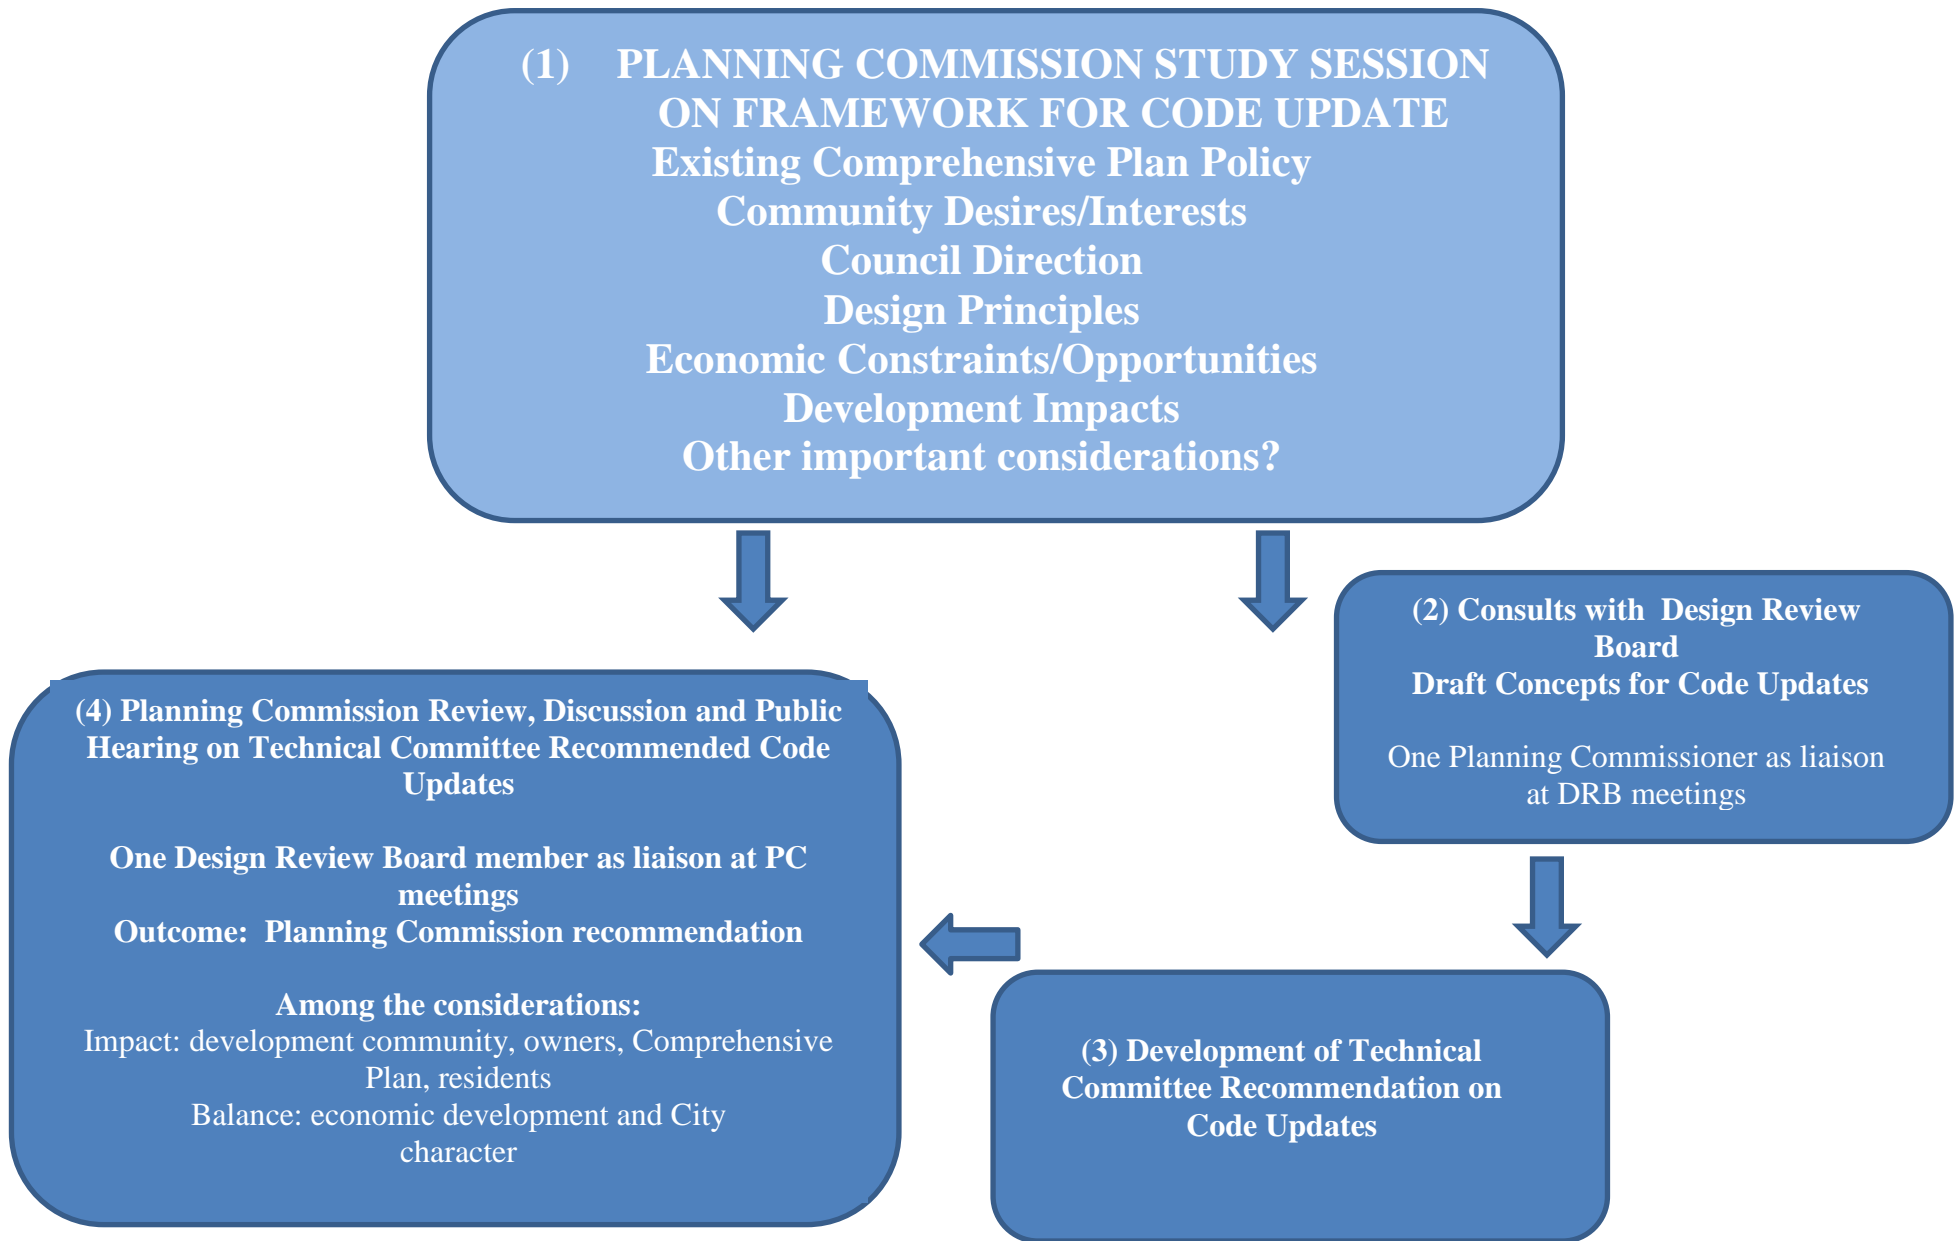 (1) PLANNING COMMISSION STUDY SESSION
ON FRAMEWORK FOR CODE UPDATE
Existing Comprehensive Plan Policy
Community Desires/Interests
Council Direction
Design Principles
Economic Constraints/Opportunities
Development Impacts
Other important considerations?
(2) Consults with Design Review
Board
Draft Concepts for Code Updates
One Planning Commissioner as liaison
at DRB meetings
(3) Development of Technical
Committee Recommendation on
Code Updates
(4) Planning Commission Review, Discussion and Public
Hearing on Technical Committee Recommended Code
Updates
One Design Review Board member as liaison at PC
meetings
Outcome: Planning Commission recommendation
Among the considerations:
Impact: development community, owners, Comprehensive
Plan, residents
Balance: economic development and City
character